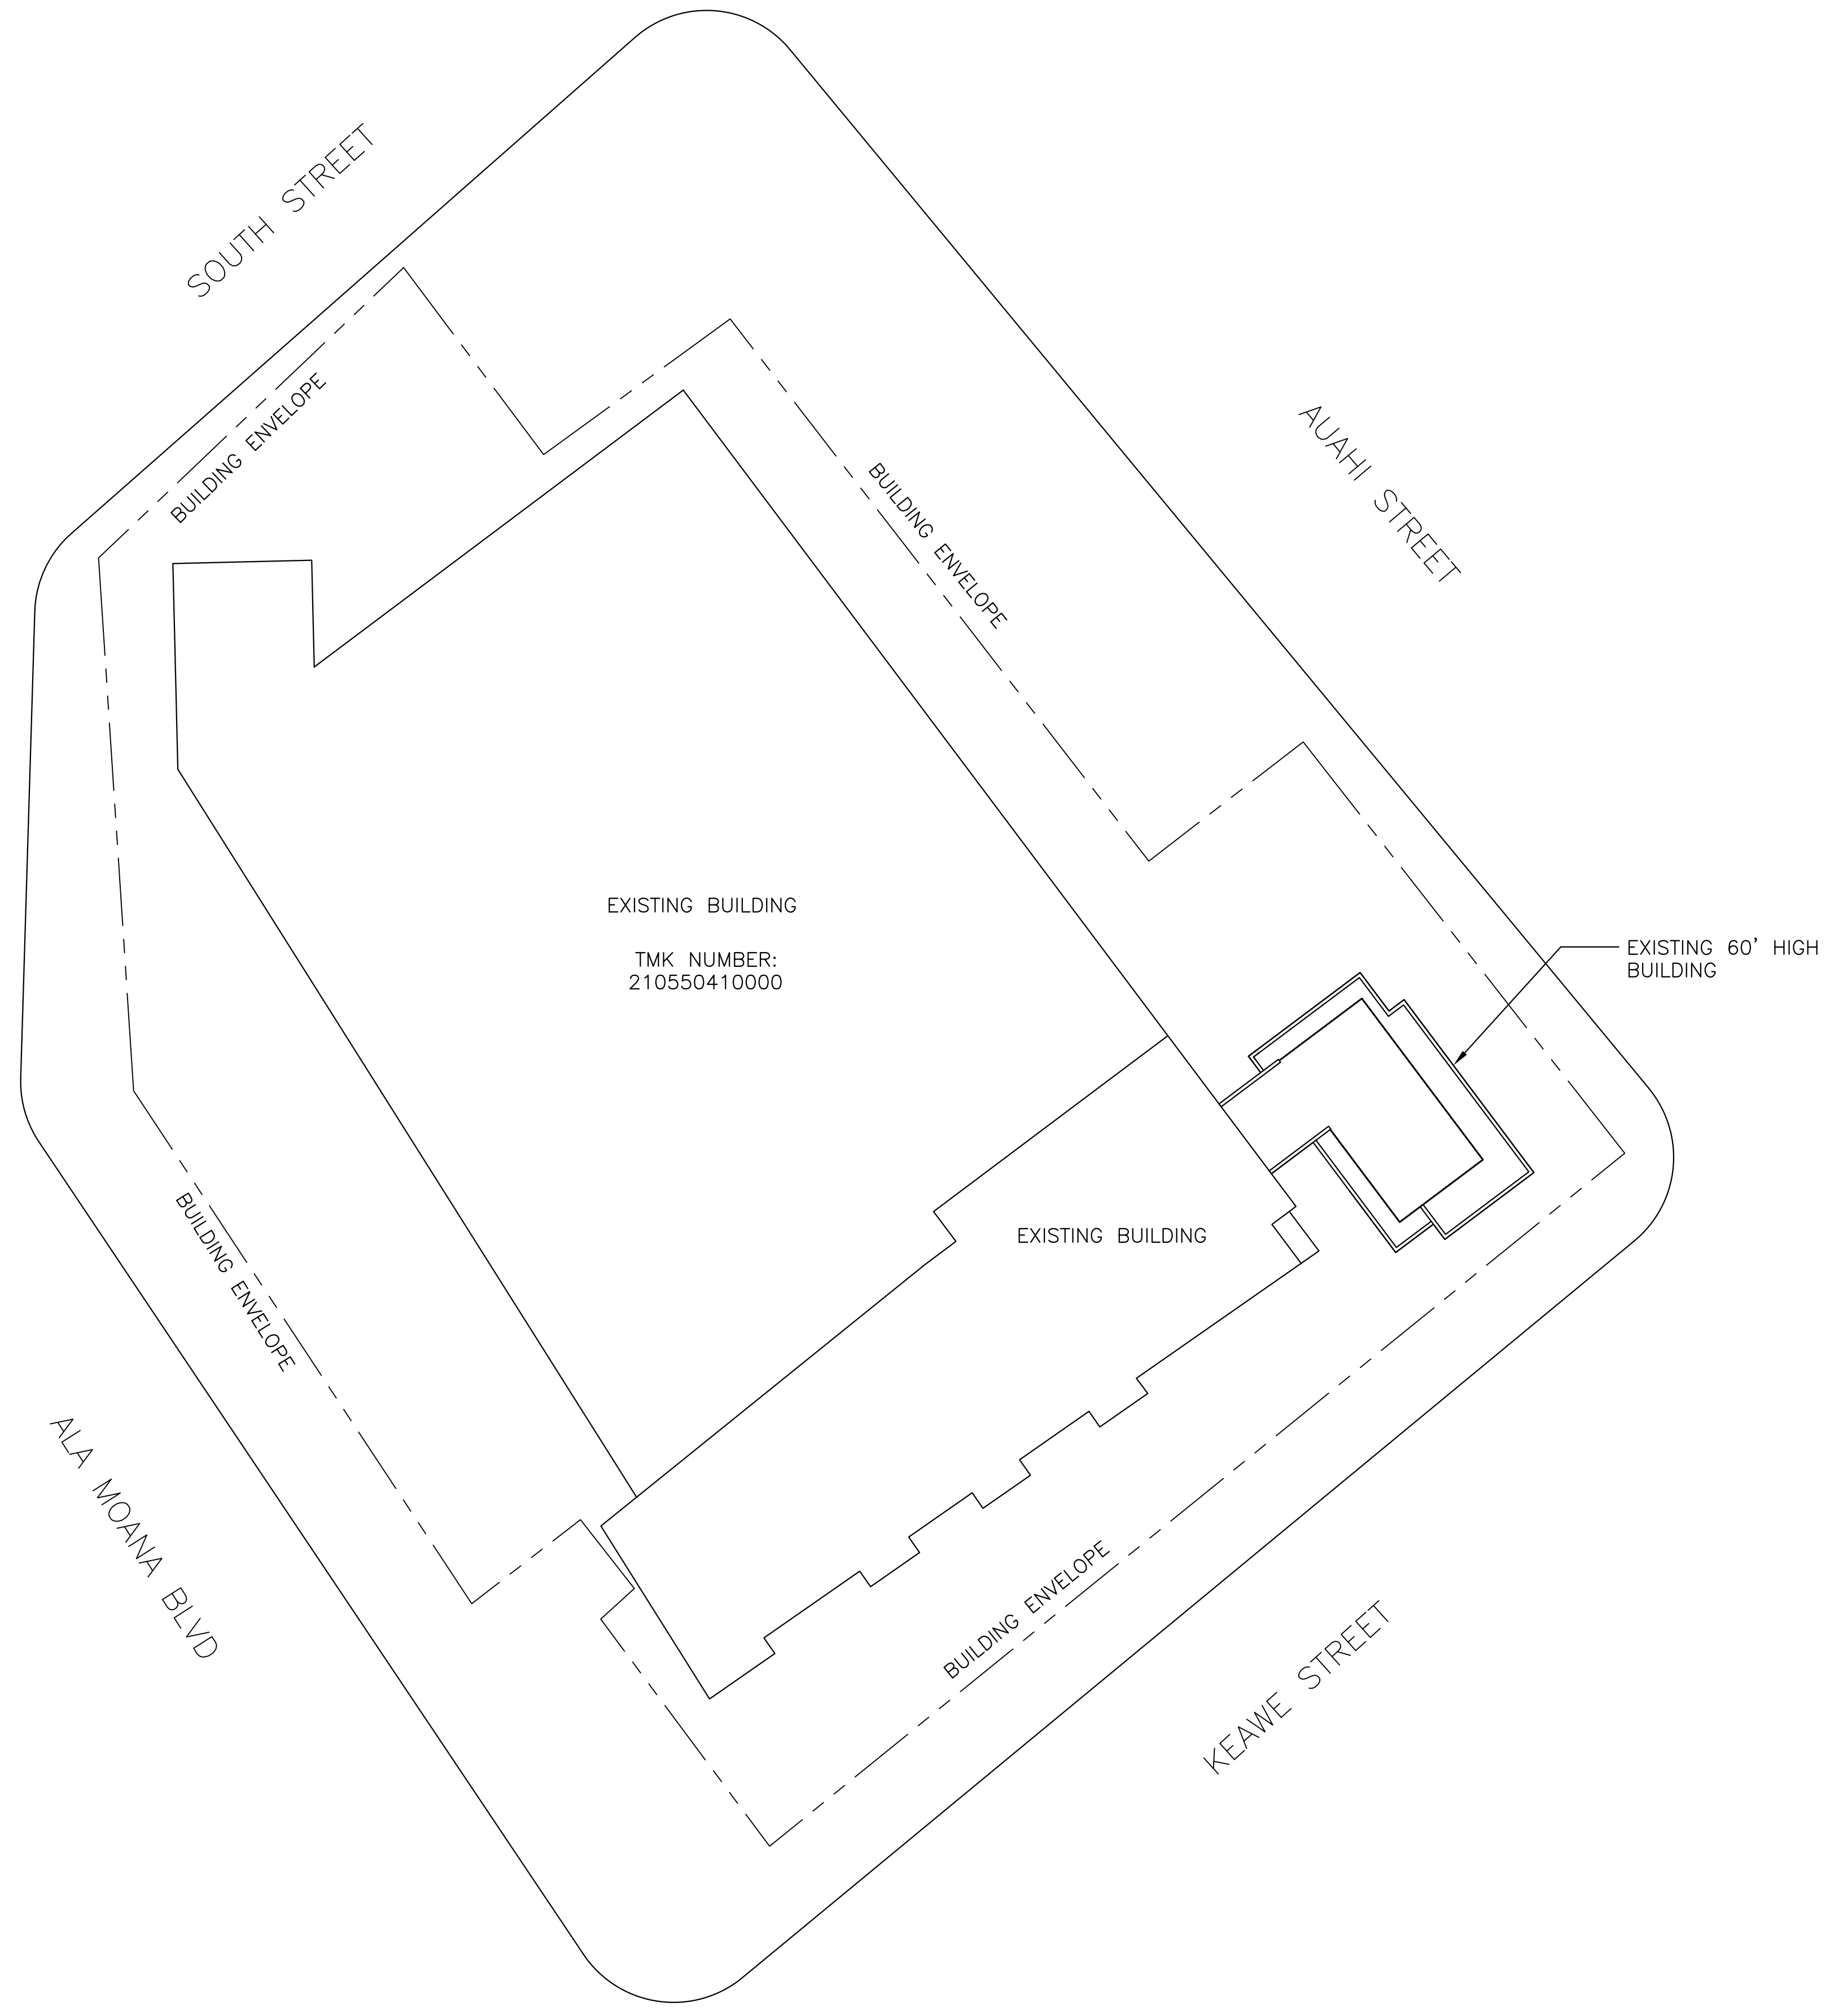 SOUTH STREET
BUILDING ENVELOPE
AUAHI STREET
BUILDING ENVELOPE
EXISTING BUILDING
TMK NUMBER:
210550410000
EXISTING 60' HIGH
BUILDING
EXISTING BUILDING
BUILDING ENVELOPE
ALA MOANA BLVD
BUILDING ENVELOPE
KEAWE STREET